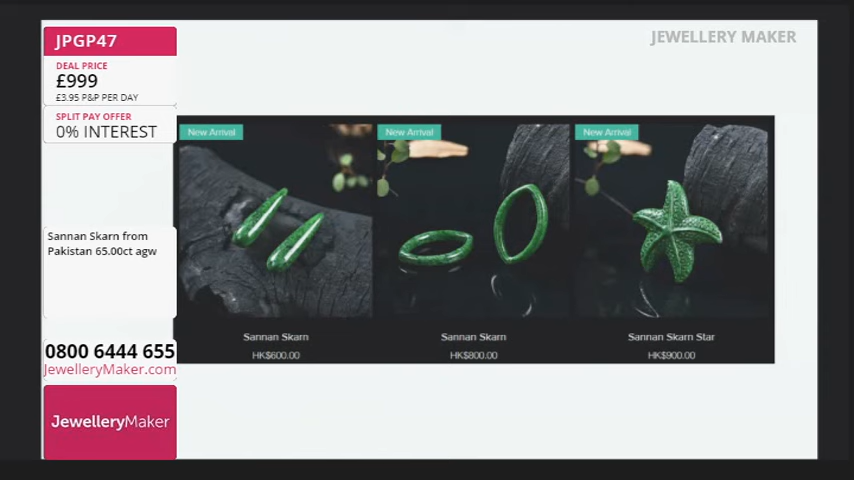 JPGP47
DEAL PRICE
£999
£3.95 P&P PER DAY
SPLIT PAY OFFER
0% INTEREST
Sannan Skarn from
Pakistan 65.00ct agw
0800 6444 655
JewelleryMaker.com
JewelleryMaker
JEWELLERY MAKER
New Arrival
New Arrival
New Arrival
Sannan Skarn
HK$600.00
Sannan Skarn
HK$800.00
Sannan Skarn Star
HK$900.00